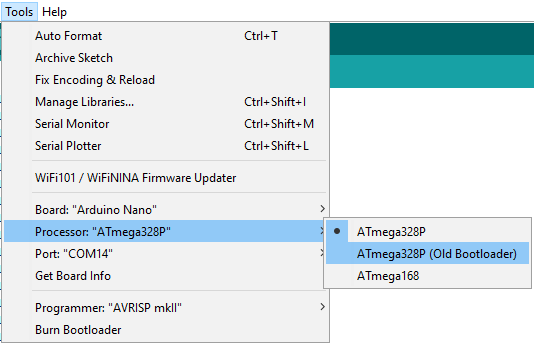 Tools Help
Auto Format Ctrl+T
Archive Sketch
Fix Encoding & Reload
Manage Libraries... Ctrl+Shift+I
Serial Monitor Ctrl+Shift+M
Serial Plotter Ctrl+Shift+L
WiFi101 / WiFiNINA Firmware Updater
Board: "Arduino Nano"
Processor: "ATmega328P"
Port: "COM14"
Get Board Info
Programmer: "AVRISP mkII"
Burn Bootloader
ATmega328P
ATmega328P (Old Bootloader)
ATmega168